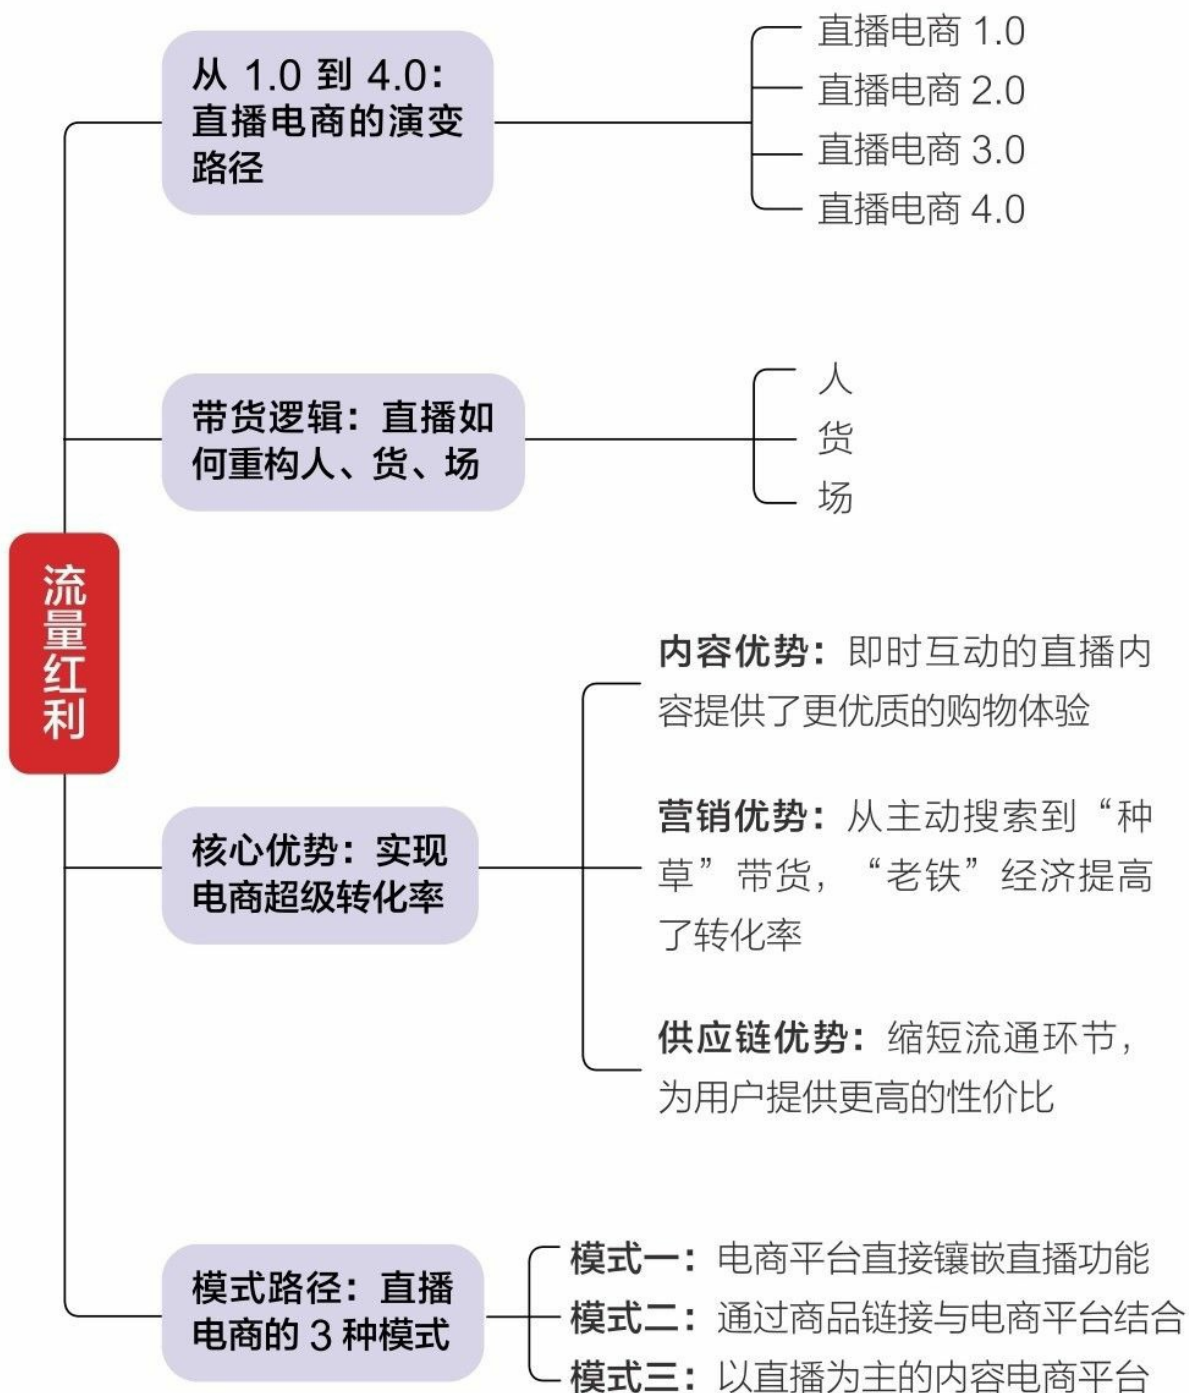 流量红利
从 1.0 到 4.0：
直播电商的演变
路径
直播电商 1.0
直播电商 2.0
直播电商 3.0
直播电商 4.0
带货逻辑：直播如
何重构人、货、场
人
货
场
核心优势：实现
电商超级转化率
内容优势：即时互动的直播内
容提供了更优质的购物体验
营销优势：从主动搜索到“种
草”带货，“老铁”经济提高
了转化率
供应链优势：缩短流通环节，
为用户提供更高的性价比
模式路径：直播
电商的 3 种模式
模式一：电商平台直接镶嵌直播功能
模式二：通过商品链接与电商平台结合
模式三：以直播为主的内容电商平台